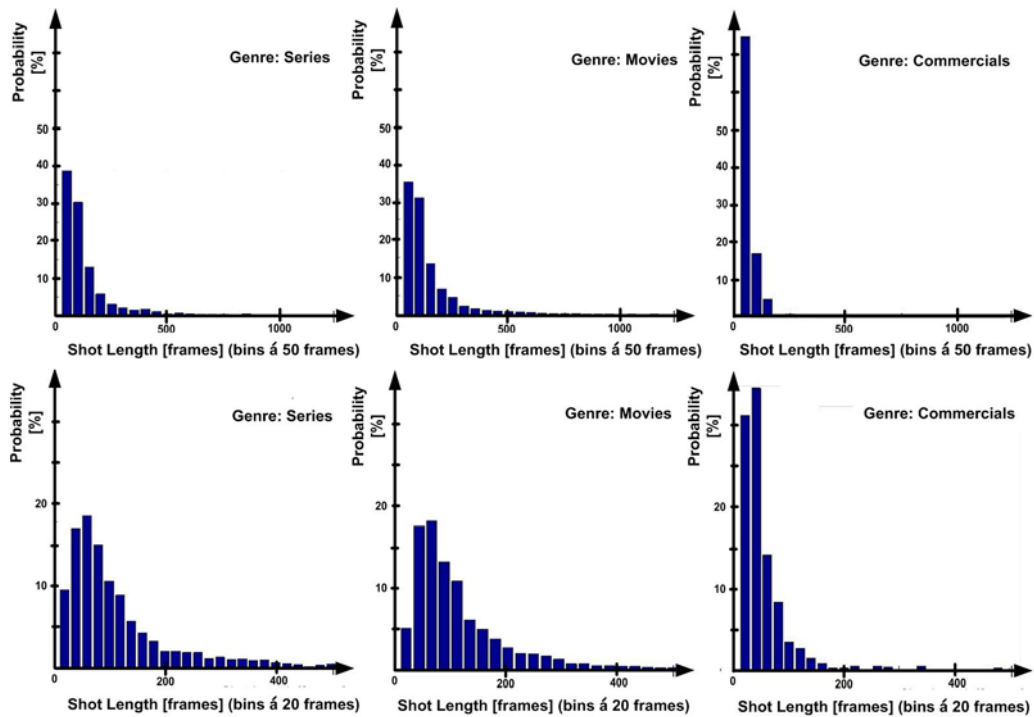 Probability
[%]
Genre: Series
50
40
30
20
10
0
500
1000
Shot Length [frames] (bins á 50 frames)
Probability
[%]
Genre: Movies
50
40
30
20
10
0
500
1000
Shot Length [frames] (bins á 50 frames)
Probability
[%]
Genre: Commercials
50
40
30
20
10
0
500
1000
Shot Length [frames] (bins á 50 frames)
Probability
[%]
Genre: Series
20
10
0
200
400
Shot Length [frames] (bins á 20 frames)
Probability
[%]
Genre: Movies
20
10
0
200
400
Shot Length [frames] (bins á 20 frames)
Probability
[%]
Genre: Commercials
20
10
0
200
400
Shot Length [frames] (bins á 20 frames)